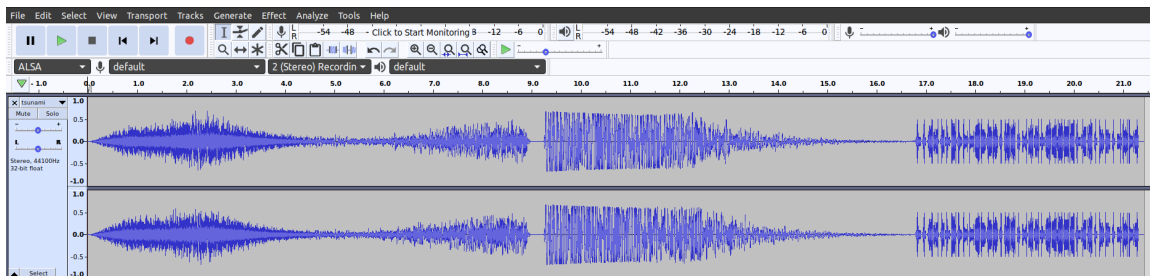 File Edit Select View Transport Tracks Generate Effect Analyze Tools Help
L R -54 -48 - Click to Start Monitoring 8 -12 -6 0 L R -54 -48 -42 -36 -30 -24 -18 -12 -6 0
- + 
ALSA default 2 (Stereo) Recordin default
- 1.0 0.0 1.0 2.0 3.0 4.0 5.0 6.0 7.0 8.0 9.0 10.0 11.0 12.0 13.0 14.0 15.0 16.0 17.0 18.0 19.0 20.0 21.0
X tsunami 1.0
Mute Solo
- + 0.5
L R 0.0
Stereo, 44100Hz -0.5
32-bit float
-1.0
1.0
0.5
0.0
-0.5
Select -1.0